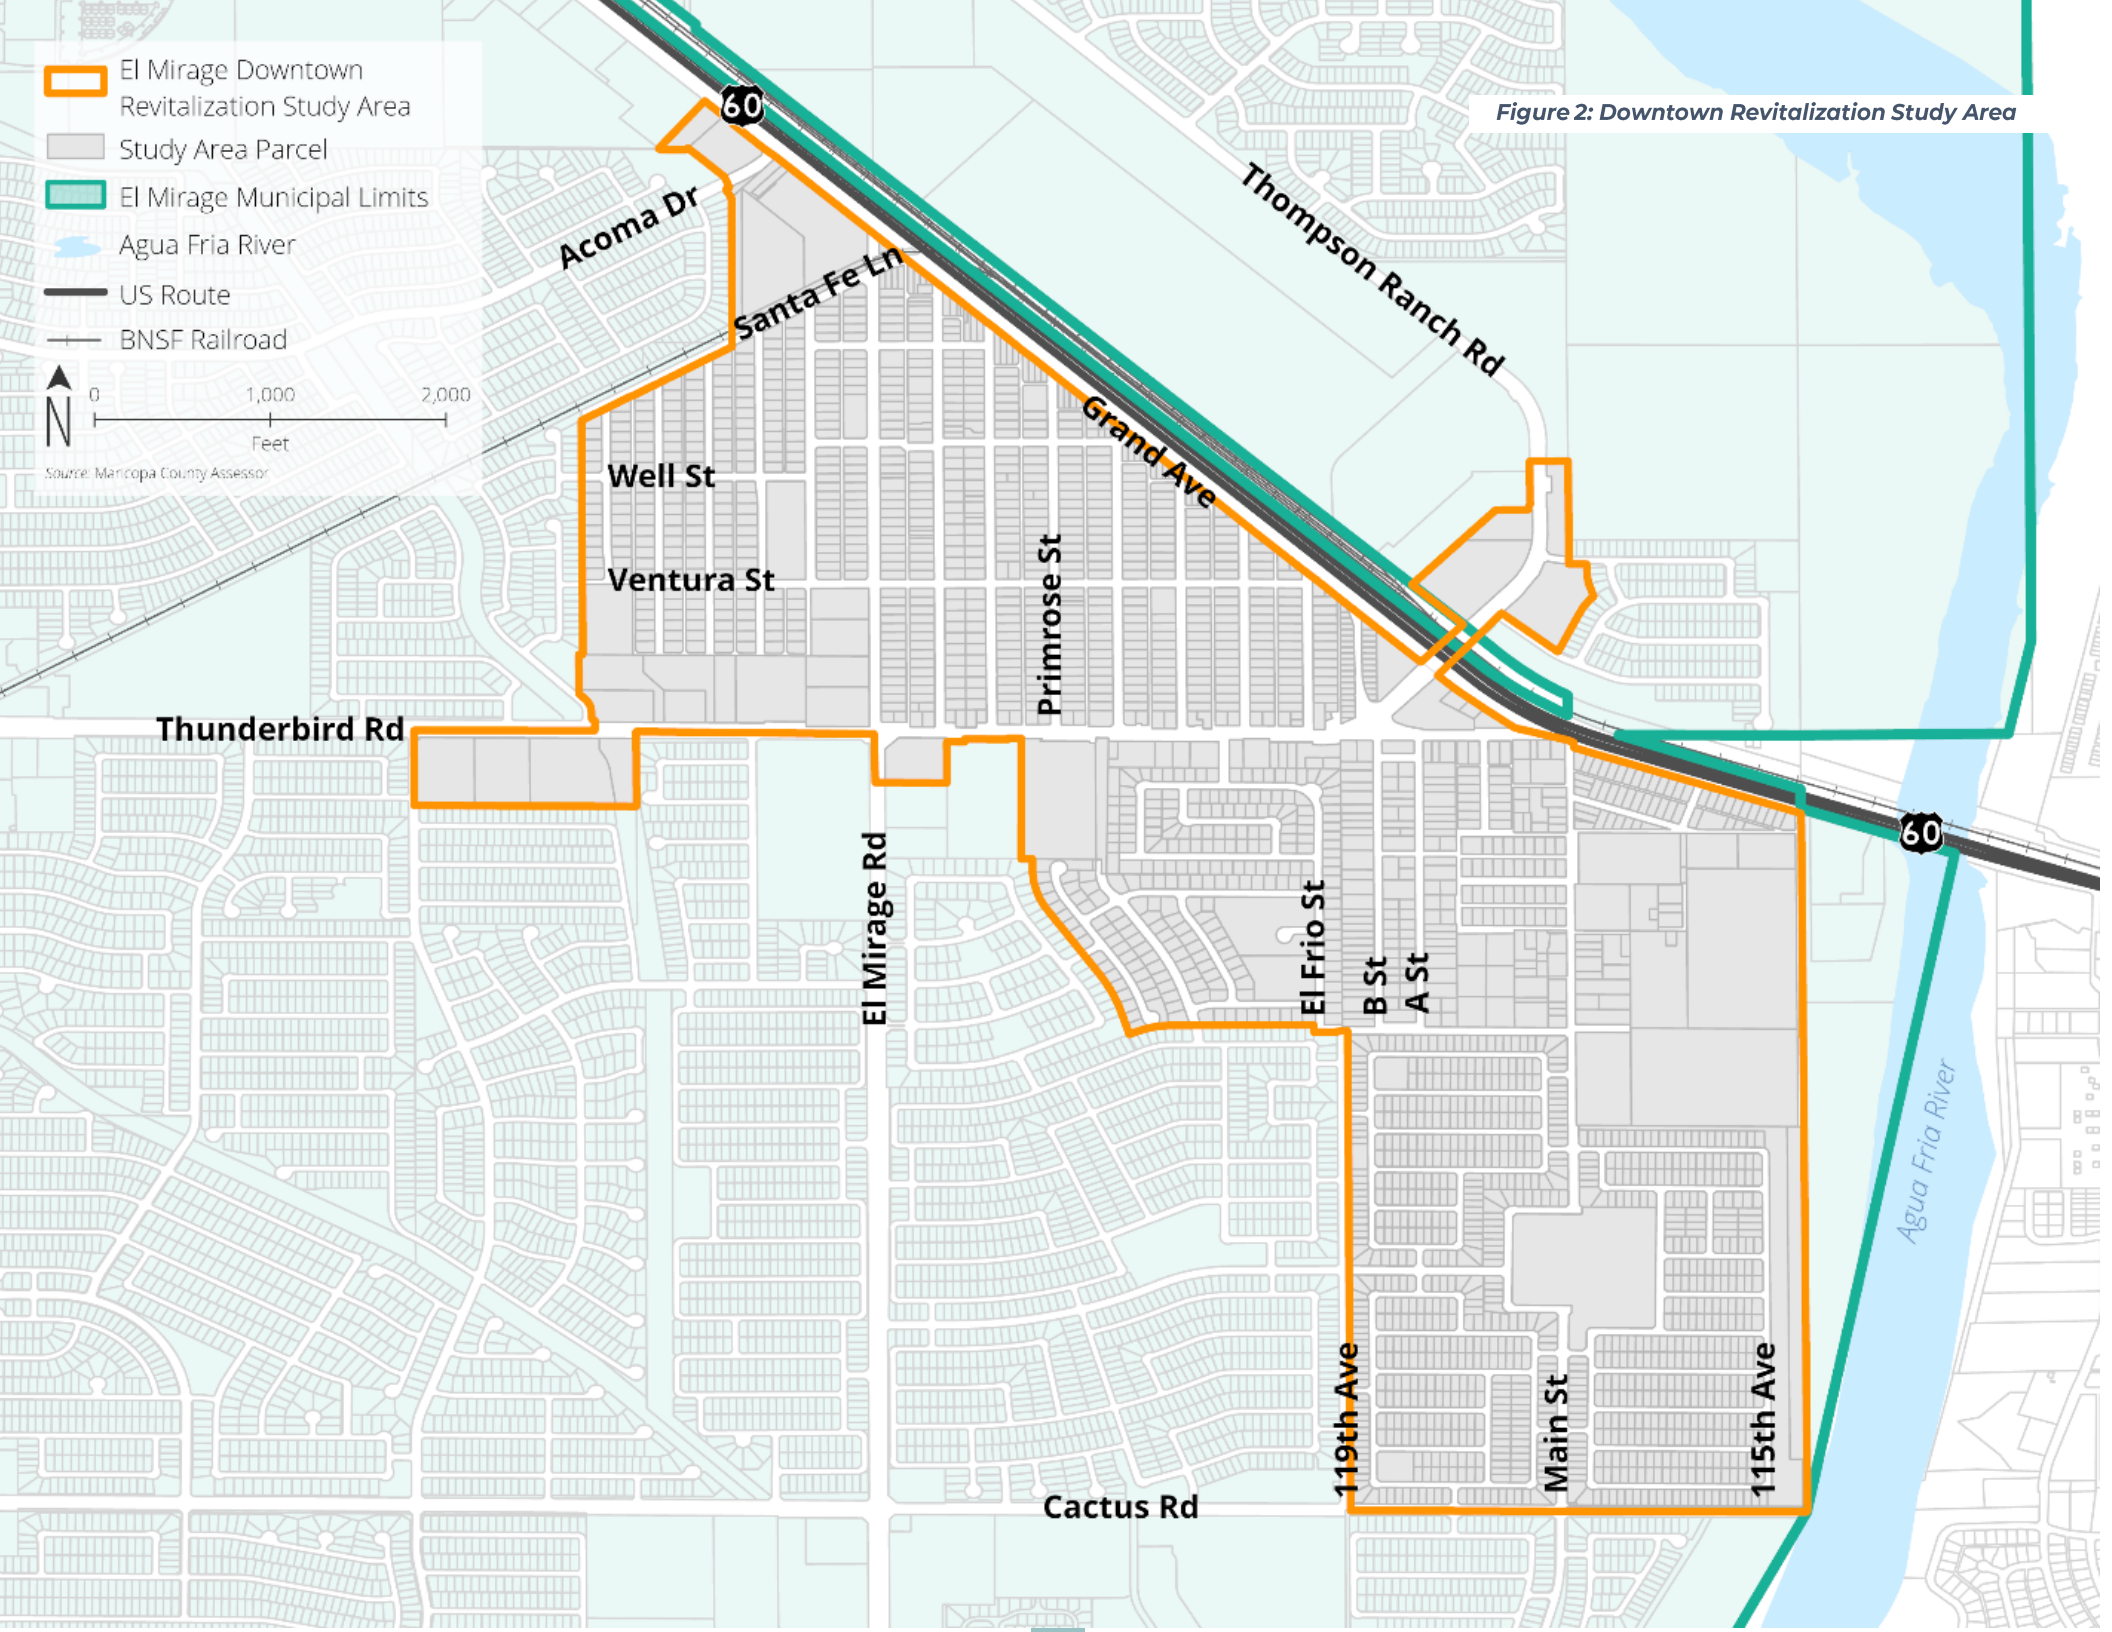 El Mirage Downtown
Revitalization Study Area
Study Area Parcel
El Mirage Municipal Limits
Agua Fria River
US Route
BNSF Railroad
0 1,000 2,000
N
Feet
Source: Maricopa County Assessor
60
Figure 2: Downtown Revitalization Study Area
Thompson Ranch Rd
Acoma Dr
Santa Fe Ln
Grand Ave
Well St
Ventura St
Primrose St
Thunderbird Rd
60
El Mirage Rd
El Frio St
B St
A St
Agua Fria River
119th Ave
Main St
115th Ave
Cactus Rd